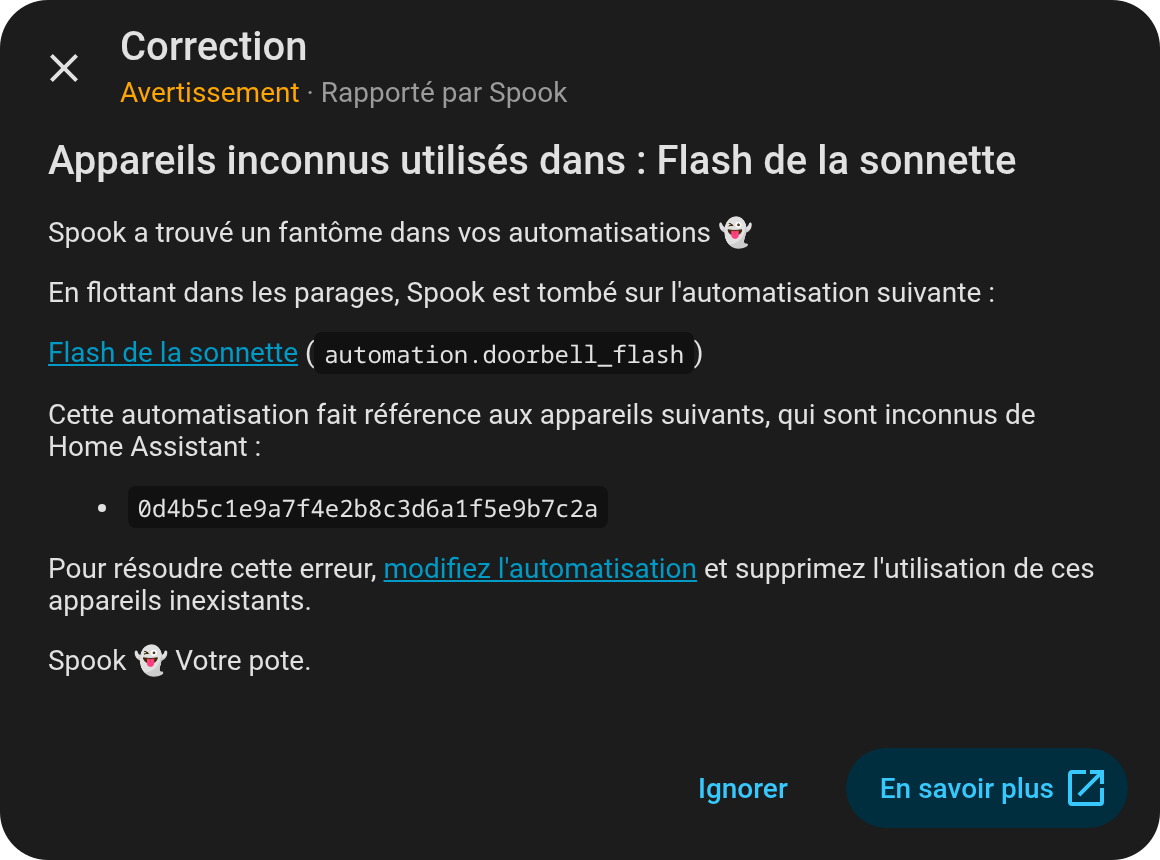 Correction
Avertissement · Rapporté par Spook
Appareils inconnus utilisés dans : Flash de la sonnette
Spook a trouvé un fantôme dans vos automatisations 👻
En flottant dans les parages, Spook est tombé sur l'automatisation suivante :
Flash de la sonnette (automation.doorbell_flash)
Cette automatisation fait référence aux appareils suivants, qui sont inconnus de
Home Assistant :
• 0d4b5c1e9a7f4e2b8c3d6a1f5e9b7c2a
Pour résoudre cette erreur, modifiez l'automatisation et supprimez l'utilisation de ces
appareils inexistants.
Spook 👻 Votre pote.
Ignorer
En savoir plus